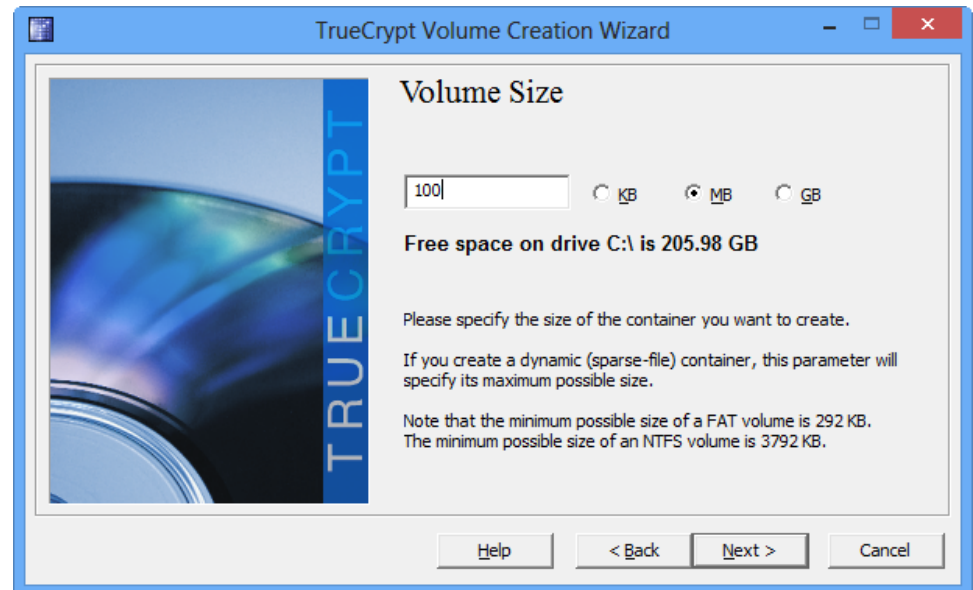 TrueCrypt Volume Creation Wizard
TRUECRYPT
Volume Size
100
KB
MB
GB
Free space on drive C:\ is 205.98 GB
Please specify the size of the container you want to create.
If you create a dynamic (sparse-file) container, this parameter will
specify its maximum possible size.
Note that the minimum possible size of a FAT volume is 292 KB.
The minimum possible size of an NTFS volume is 3792 KB.
Help
< Back
Next >
Cancel